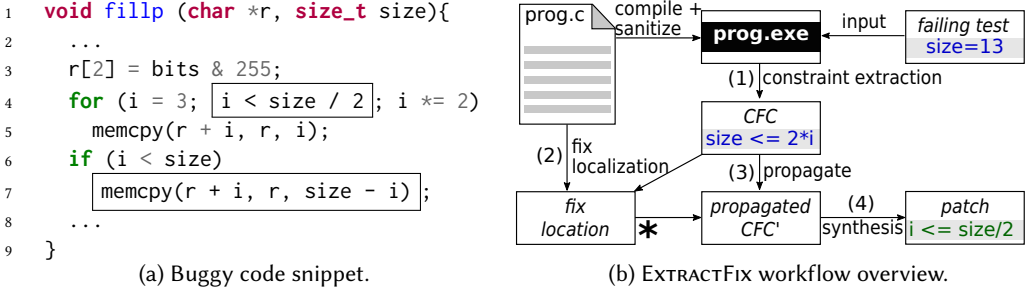 1 void fillp (char *r, size_t size){
2 ...
3 r[2] = bits & 255;
4 for (i = 3; i < size / 2 ; i *= 2)
5 memcpy(r + i, r, i);
6 if (i < size)
7 memcpy(r + i, r, size - i) ;
8 ...
9 }
(a) Buggy code snippet.
prog.c
compile +
sanitize
prog.exe
input
failing test
size=13
(1) constraint extraction
CFC
size <= 2*i
(2) fix
localization
(3) propagate
fix
location
*
propagated
CFC'
(4)
synthesis
patch
i <= size/2
(b) ExtractFix workflow overview.